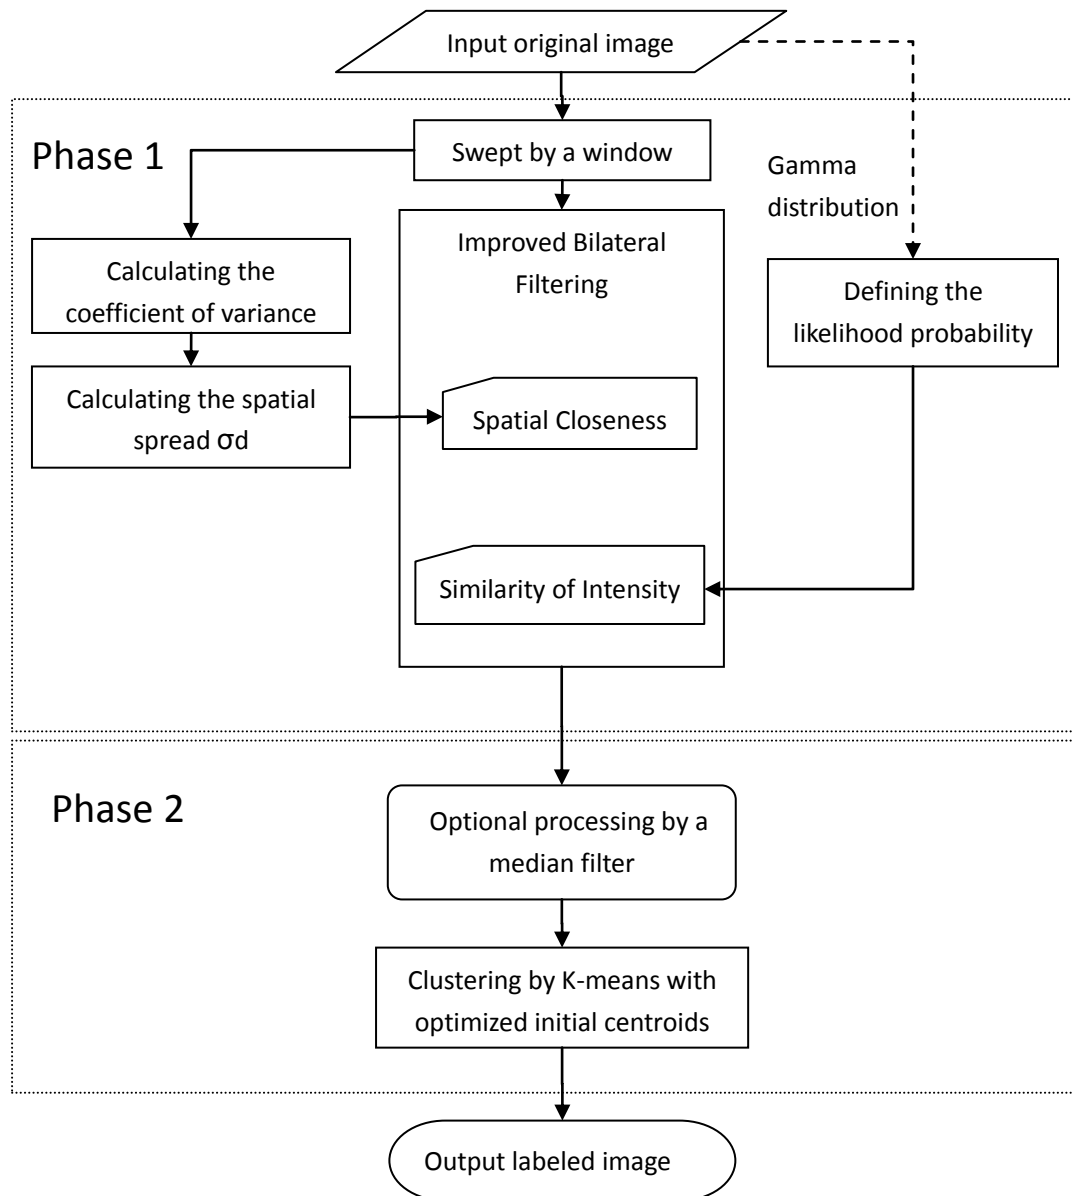 Input original image
Phase 1
Swept by a window
Gamma
distribution
Improved Bilateral
Filtering
Calculating the
coefficient of variance
Defining the
likelihood probability
Calculating the spatial
spread σd
Spatial Closeness
Similarity of Intensity
Phase 2
Optional processing by a
median filter
Clustering by K-means with
optimized initial centroids
Output labeled image